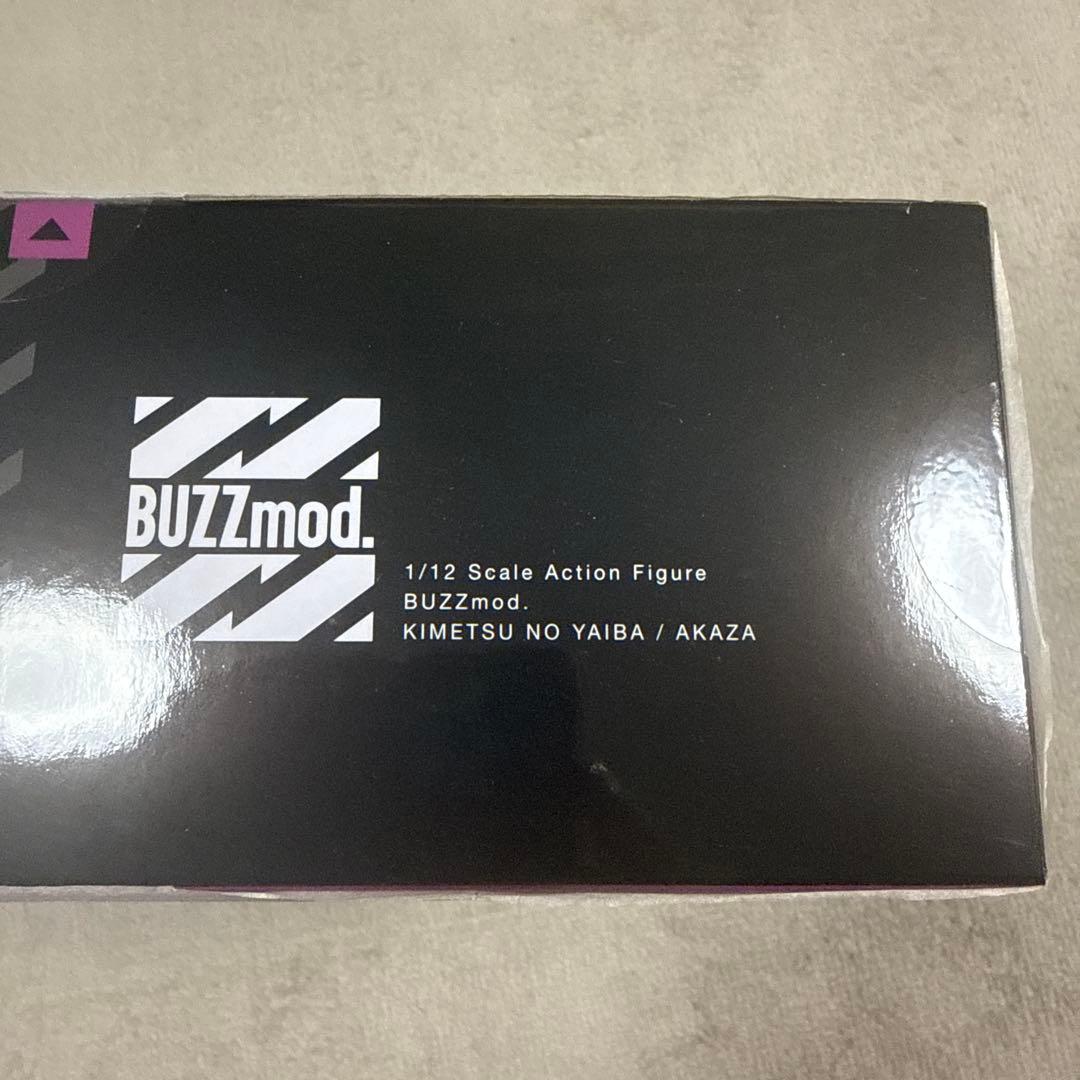 BUZZmod.
1/12 Scale Action Figure
BUZZmod.
KIMETSU NO YAIBA / AKAZA